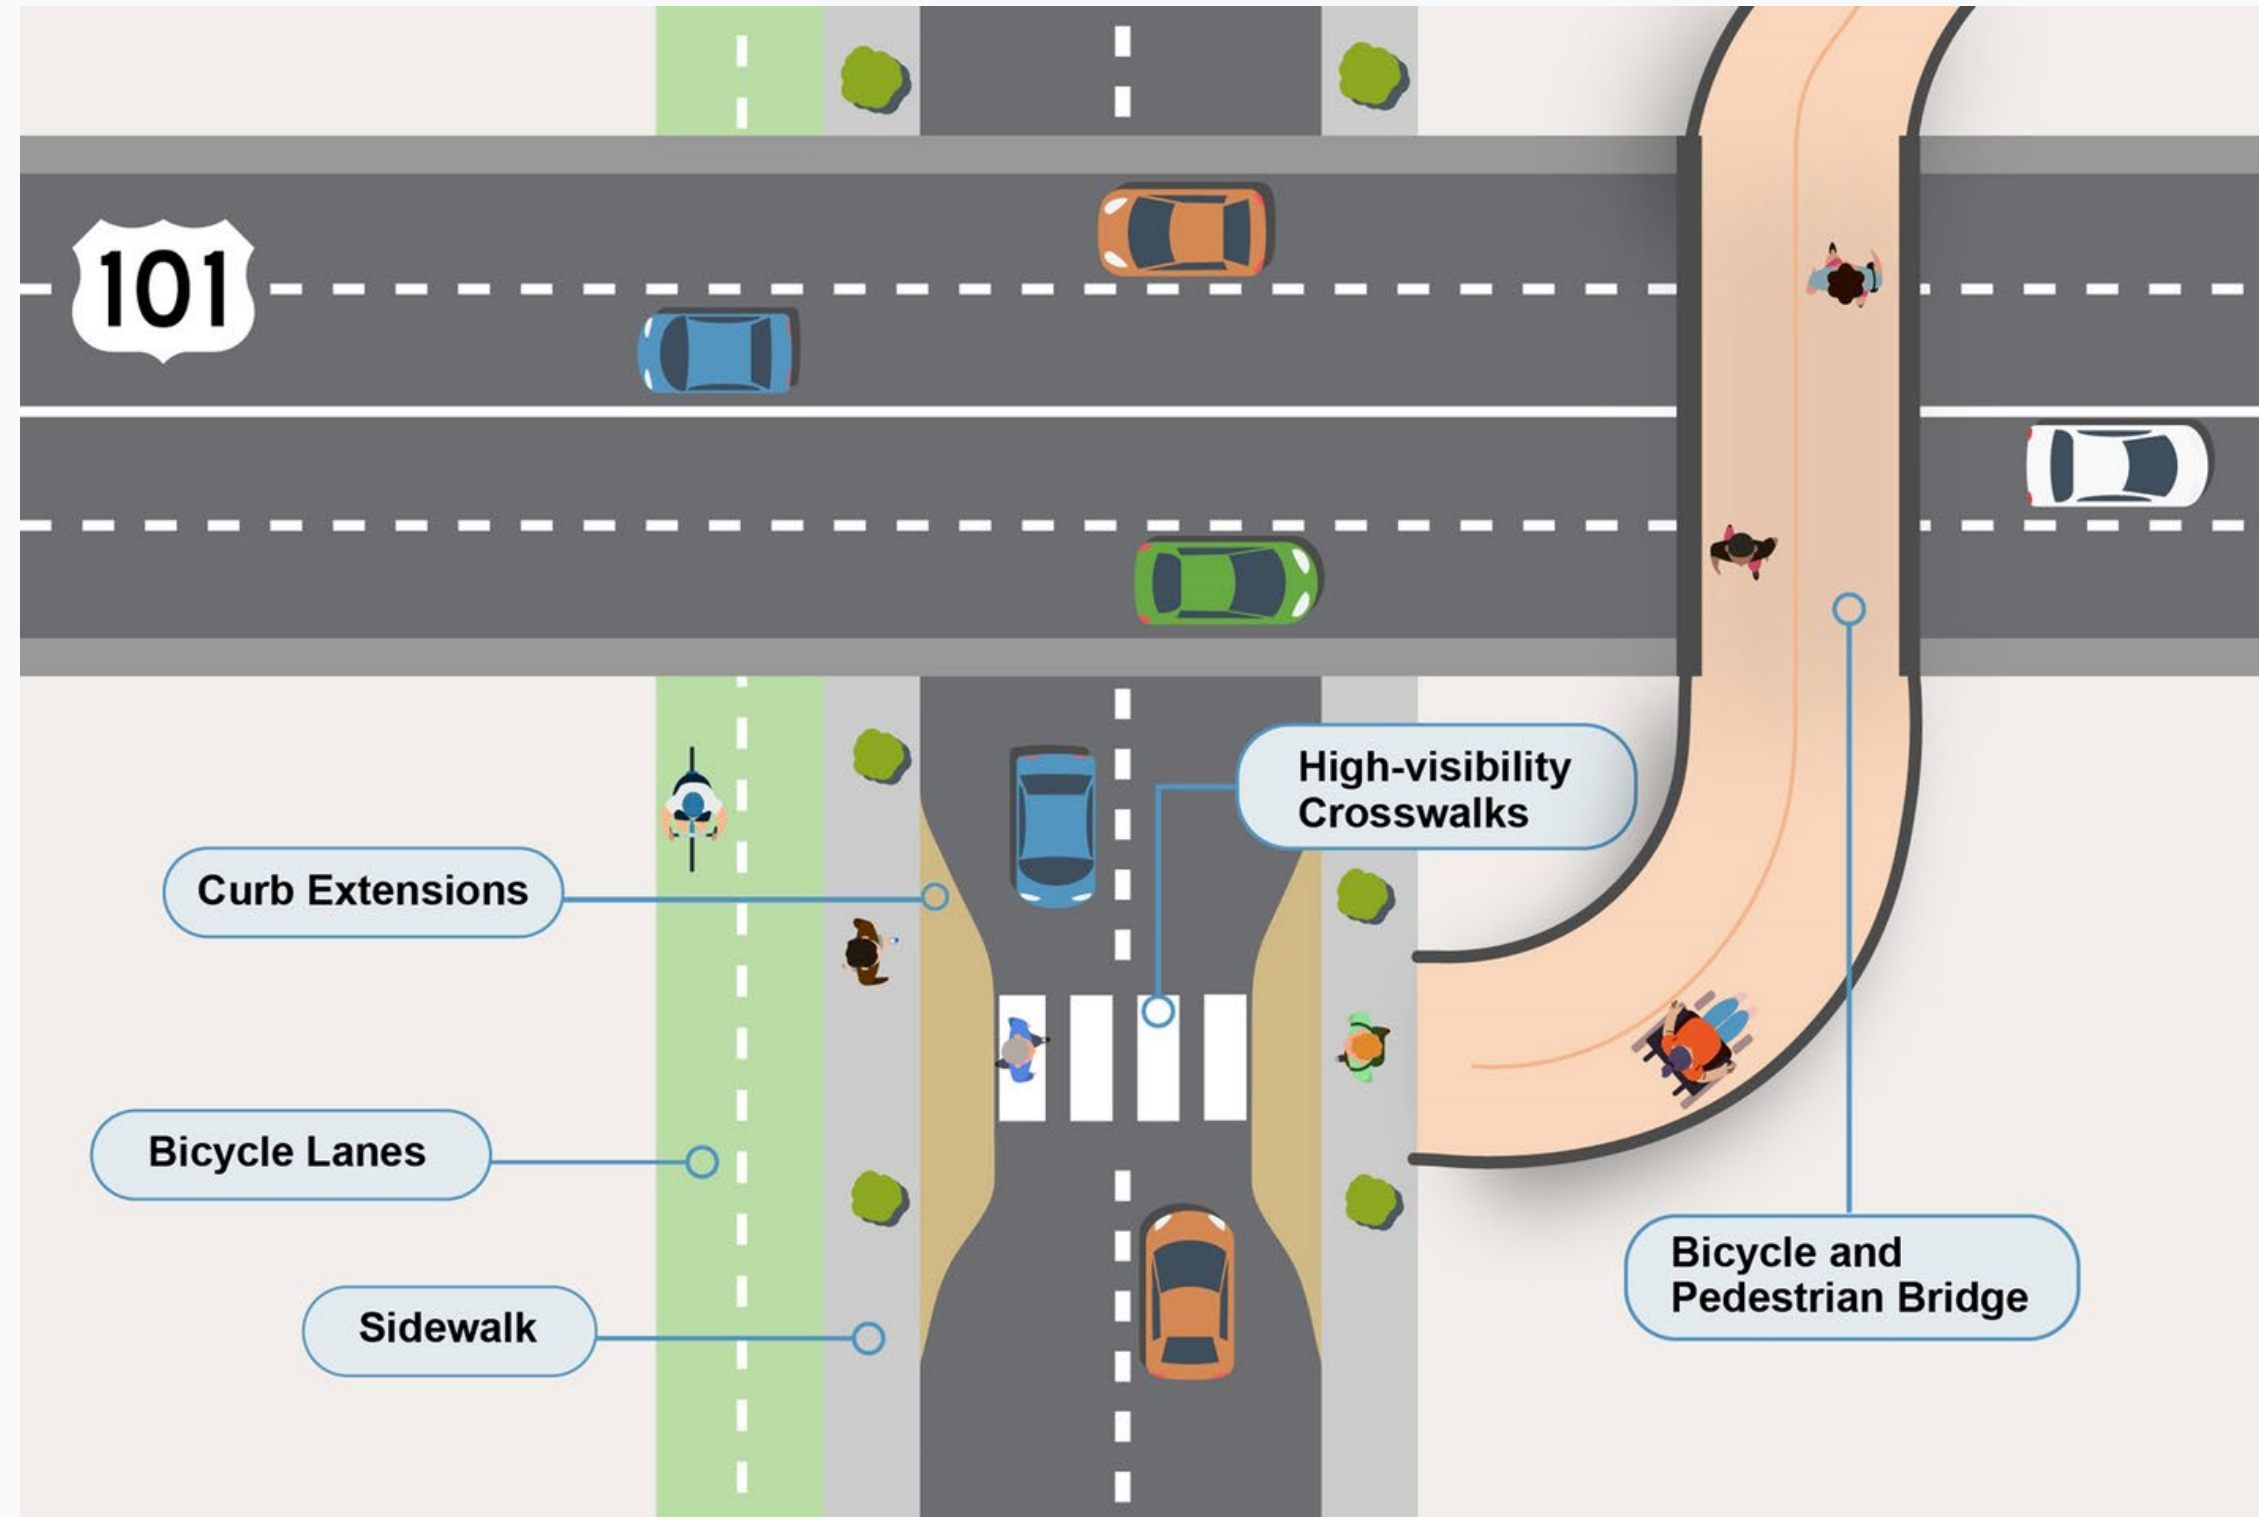 101
High-visibility
Crosswalks
Curb Extensions
Bicycle Lanes
Sidewalk
Bicycle and
Pedestrian Bridge